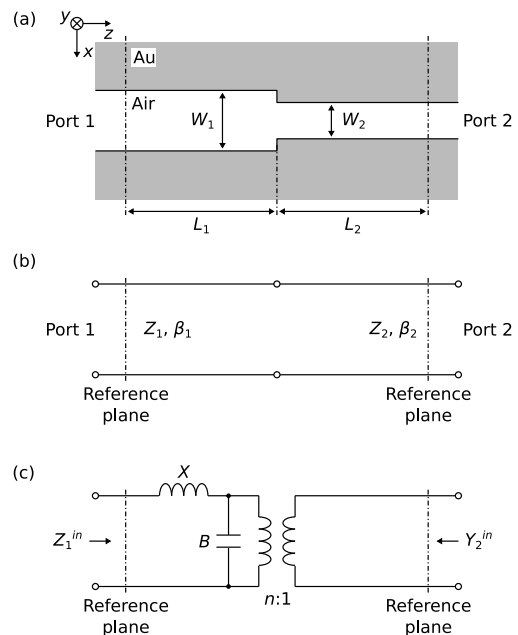 (a)
y
z
x
Au
Air
Port 1
W₁
W₂
Port 2
L₁
L₂
(b)
Port 1
Z₁, β₁
Z₂, β₂
Port 2
Reference
plane
Reference
plane
(c)
X
Z₁ⁱⁿ
B
Y₂ⁱⁿ
n:1
Reference
plane
Reference
plane